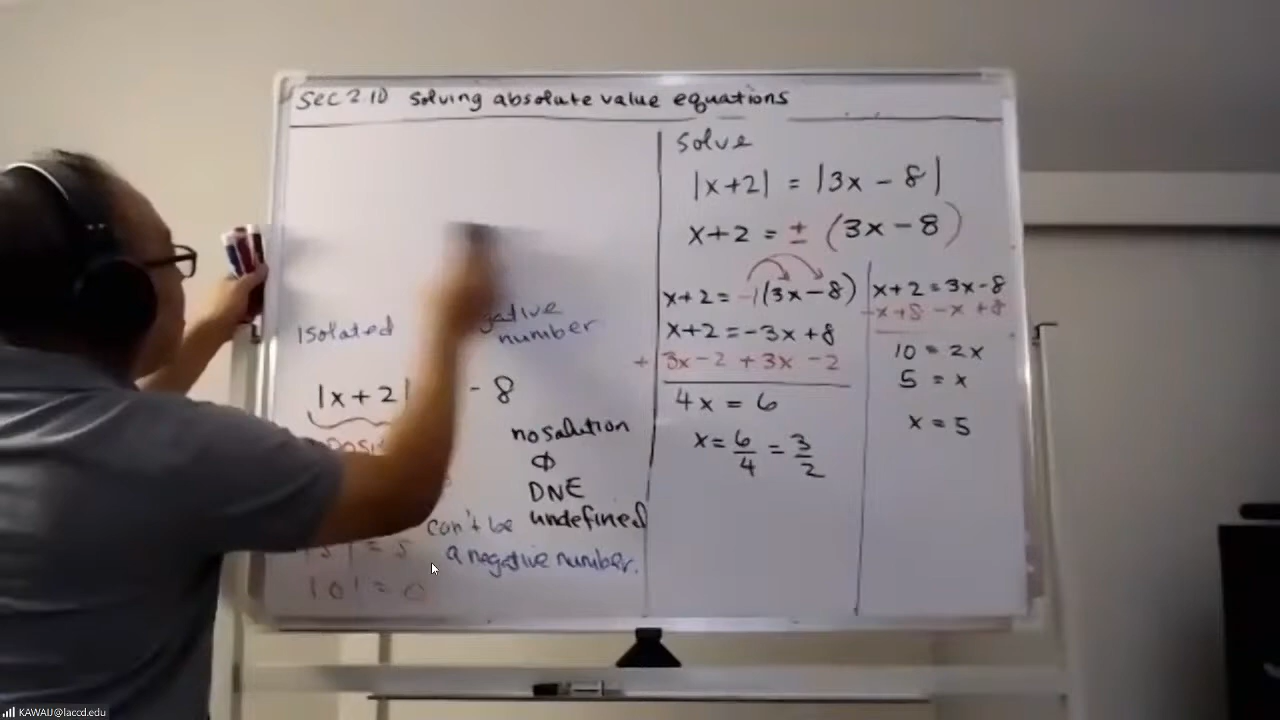 Sec 2.10 Solving absolute value equations
Isolated
number
|x+2|
- 8
no solution
∅
DNE
can't be undefined
= 5 a negative number.
|0| = 0
Solve
|x+2| = |3x - 8|
x+2 = ± (3x - 8)
x+2 = -1(3x - 8)
x+2 = -3x + 8
+ 3x - 2 + 3x - 2
4x = 6
x = 6/4 = 3/2
x+2 = 3x - 8
-x + 8 - x + 8
10 = 2x
5 = x
x = 5
KAWAIJ@laccd.edu